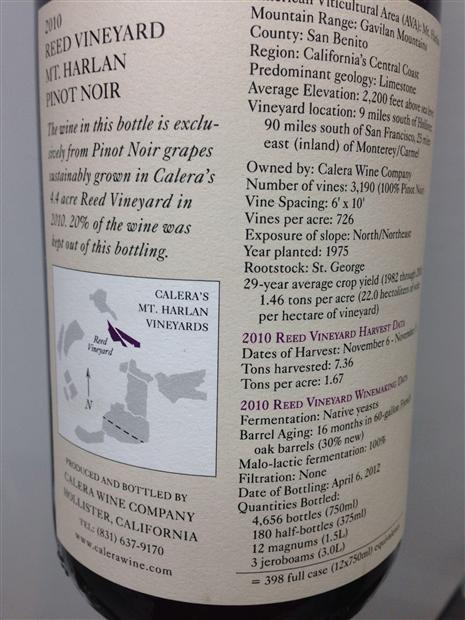 2010
REED VINEYARD
MT. HARLAN
PINOT NOIR
The wine in this bottle is exclu-
sively from Pinot Noir grapes
sustainably grown in Calera's
4.4 acre Reed Vineyard in
2010. 20% of the wine was
kept out of this bottling.
CALERA'S
MT. HARLAN
VINEYARDS
Reed
Vineyard
N
PRODUCED AND BOTTLED BY
CALERA WINE COMPANY
HOLLISTER, CALIFORNIA
TEL: (831) 637-9170
www.calerawine.com
Viticultural Area (AVA): Mt.
Mountain Range: Gavilan Mountains
County: San Benito
Region: California's Central Coast
Predominant geology: Limestone
Average Elevation: 2,200 feet above sea
Vineyard location: 9 miles south of
90 miles south of San Francisco, 25 miles
east (inland) of Monterey/Carmel
Owned by: Calera Wine Company
Number of vines: 3,190 (100% Pinot Noir)
Vine Spacing: 6' x 10'
Vines per acre: 726
Exposure of slope: North/Northeast
Year planted: 1975
Rootstock: St. George
29-year average crop yield (1982 through
1.46 tons per acre (22.0 hectoliters
per hectare of vineyard)
2010 REED VINEYARD HARVEST DATA
Dates of Harvest: November 6 -
Tons harvested: 7.36
Tons per acre: 1.67
2010 REED VINEYARD WINEMAKING DATA
Fermentation: Native yeasts
Barrel Aging: 16 months in 60-gallon French
oak barrels (30% new)
Malo-lactic fermentation: 100%
Filtration: None
Date of Bottling: April 6, 2012
Quantities Bottled:
4,656 bottles (750ml)
180 half-bottles (375ml)
12 magnums (1.5L)
3 jeroboams (3.0L)
= 398 full case (12x750ml)